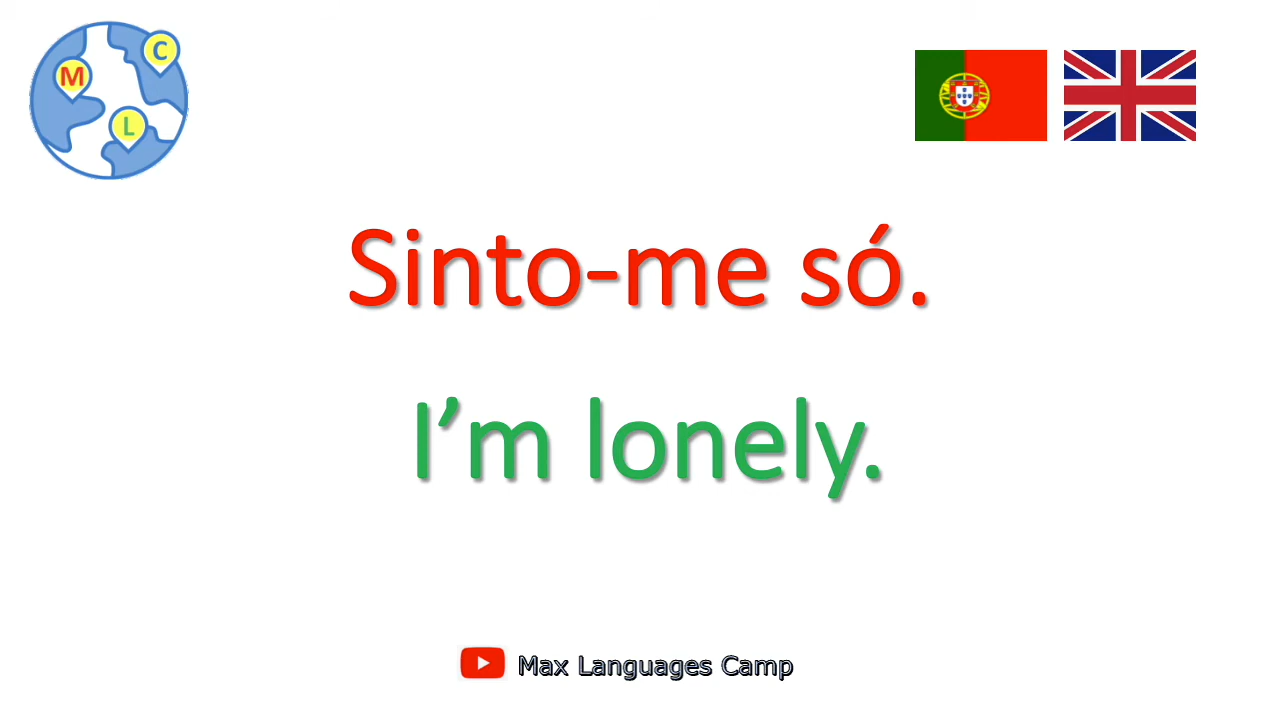 M
C
L
Sinto-me só.
I’m lonely.
Max Languages Camp